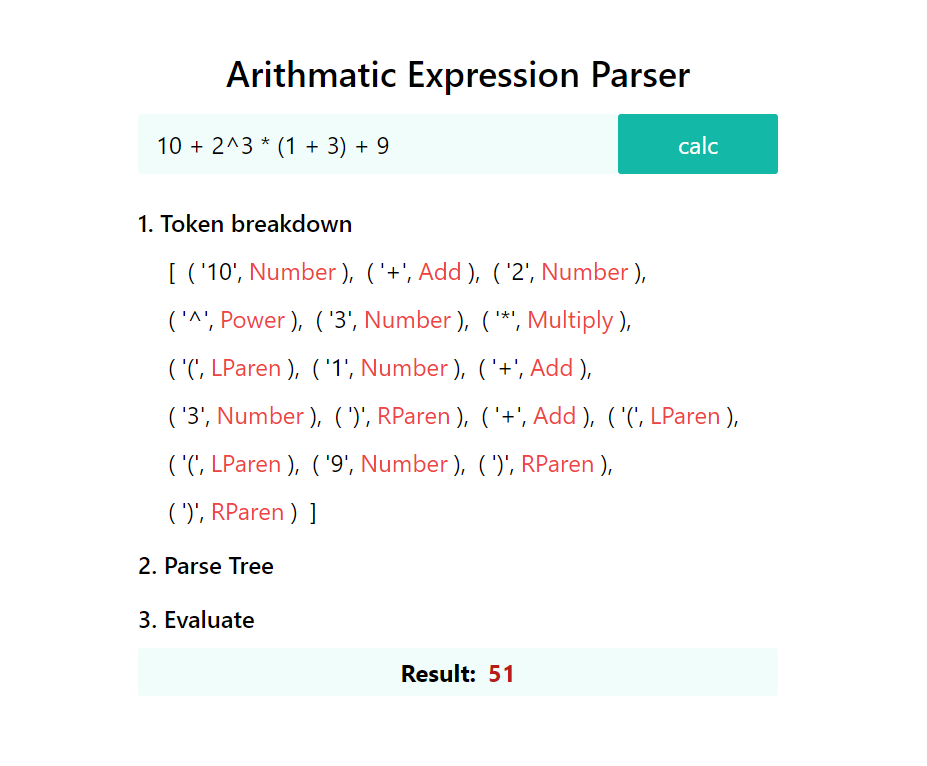 Arithmatic Expression Parser
10 + 2^3 * (1 + 3) + 9
calc
1. Token breakdown
[ ( '10', Number ), ( '+', Add ), ( '2', Number ),
( '^', Power ), ( '3', Number ), ( '*', Multiply ),
( '(', LParen ), ( '1', Number ), ( '+', Add ),
( '3', Number ), ( ')', RParen ), ( '+', Add ), ( '(', LParen ),
( '(', LParen ), ( '9', Number ), ( ')', RParen ),
( ')', RParen ) ]
2. Parse Tree
3. Evaluate
Result: 51